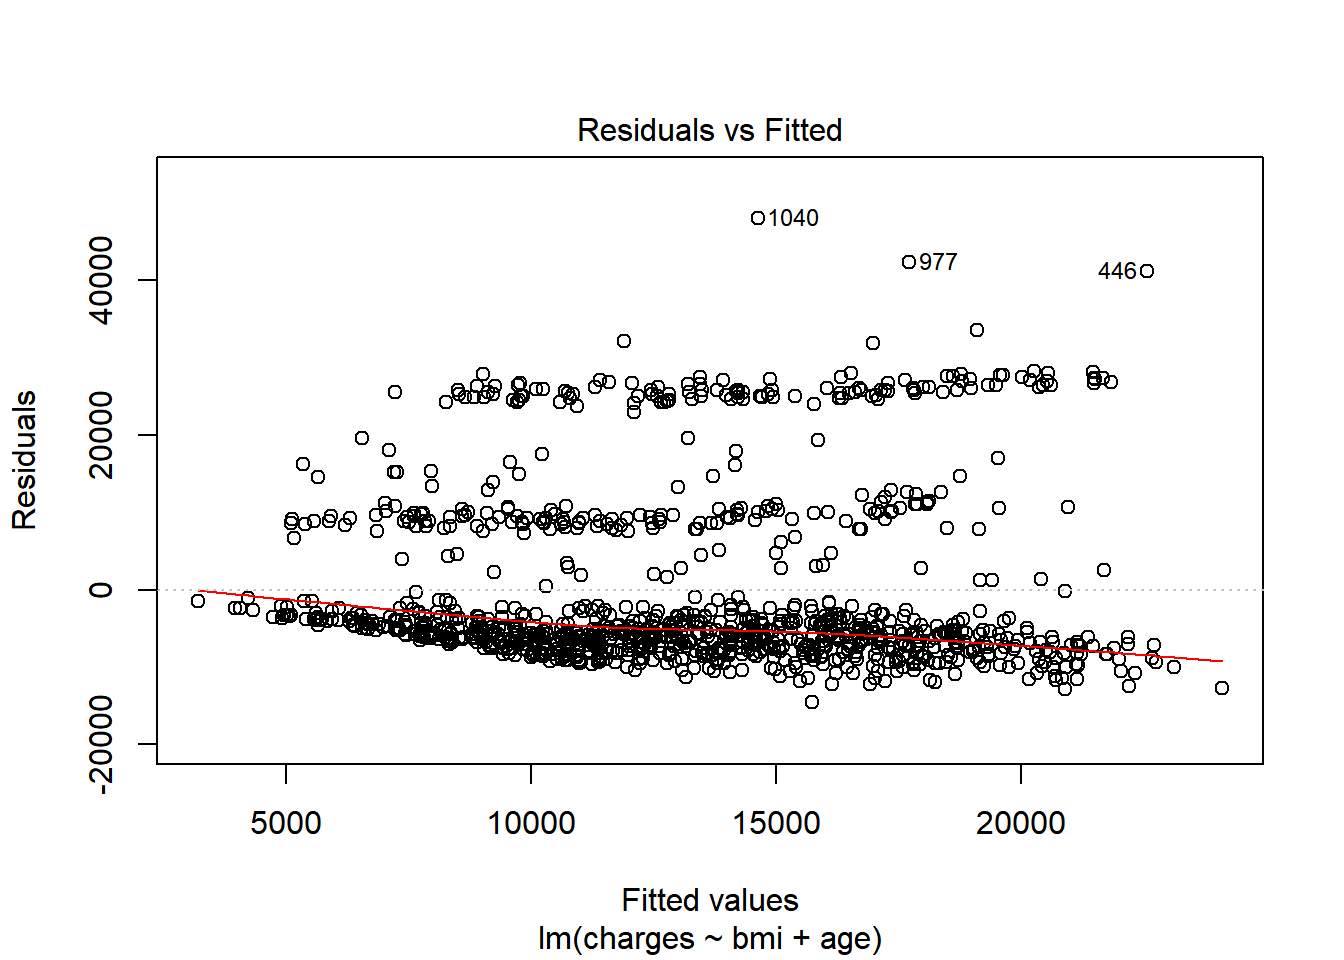 Residuals vs Fitted
Residuals
40000
20000
0
-20000
1040
977
446
5000 10000 15000 20000
Fitted values
lm(charges ~ bmi + age)